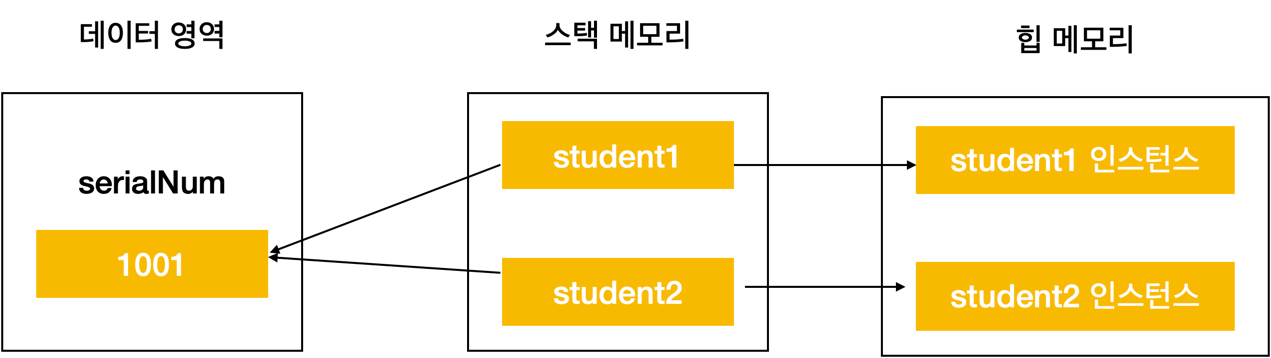 데이터 영역
스택 메모리
힙 메모리
serialNum
1001
student1
student2
student1 인스턴스
student2 인스턴스